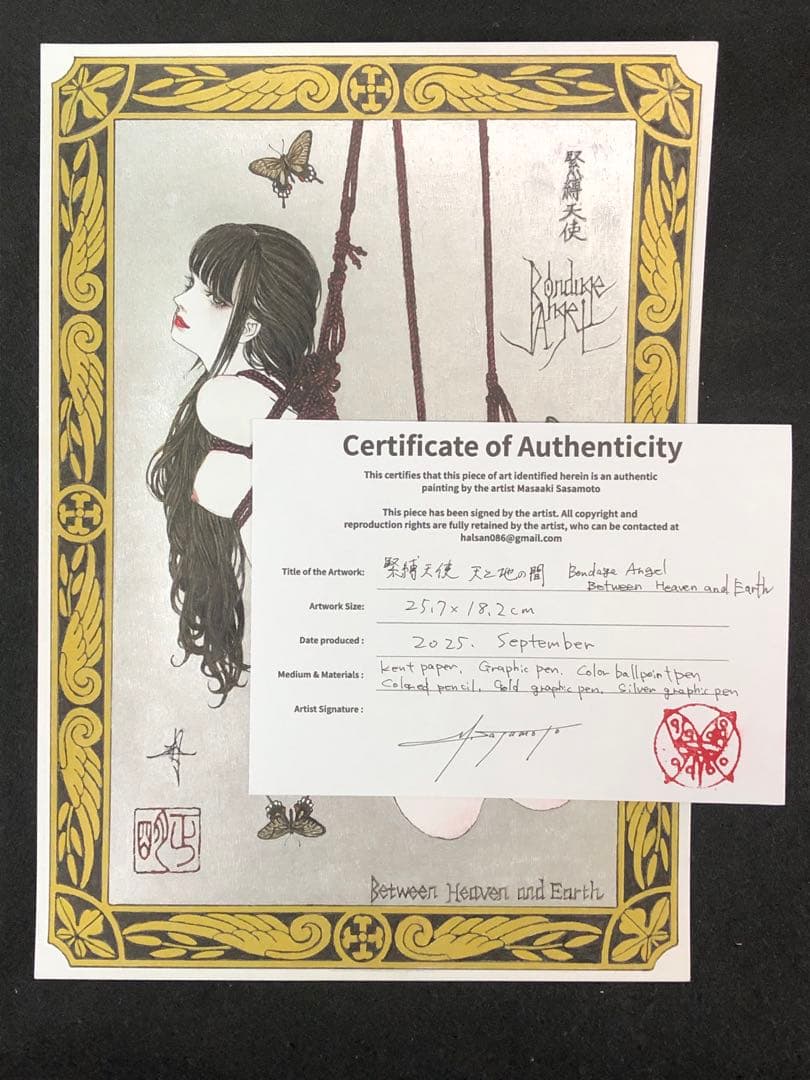 緊縛天使
Bondage
Angel
Certificate of Authenticity
This certifies that this piece of art identified herein is an authentic
painting by the artist Masaaki Sasamoto
This piece has been signed by the artist. All copyright and
reproduction rights are fully retained by the artist, who can be contacted at
halsan086@gmail.com
Title of the Artwork: 緊縛天使 天と地の間 Bondage Angel
Between Heaven and Earth
Artwork Size: 25.7 x 18.2cm
Date produced : 2025. September
Medium & Materials : kent paper, Graphic pen. Color ballpoint pen
Colored pencil, Gold graphic pen, Silver graphic pen
Artist Signature : M.Sasamoto
Between Heaven and Earth